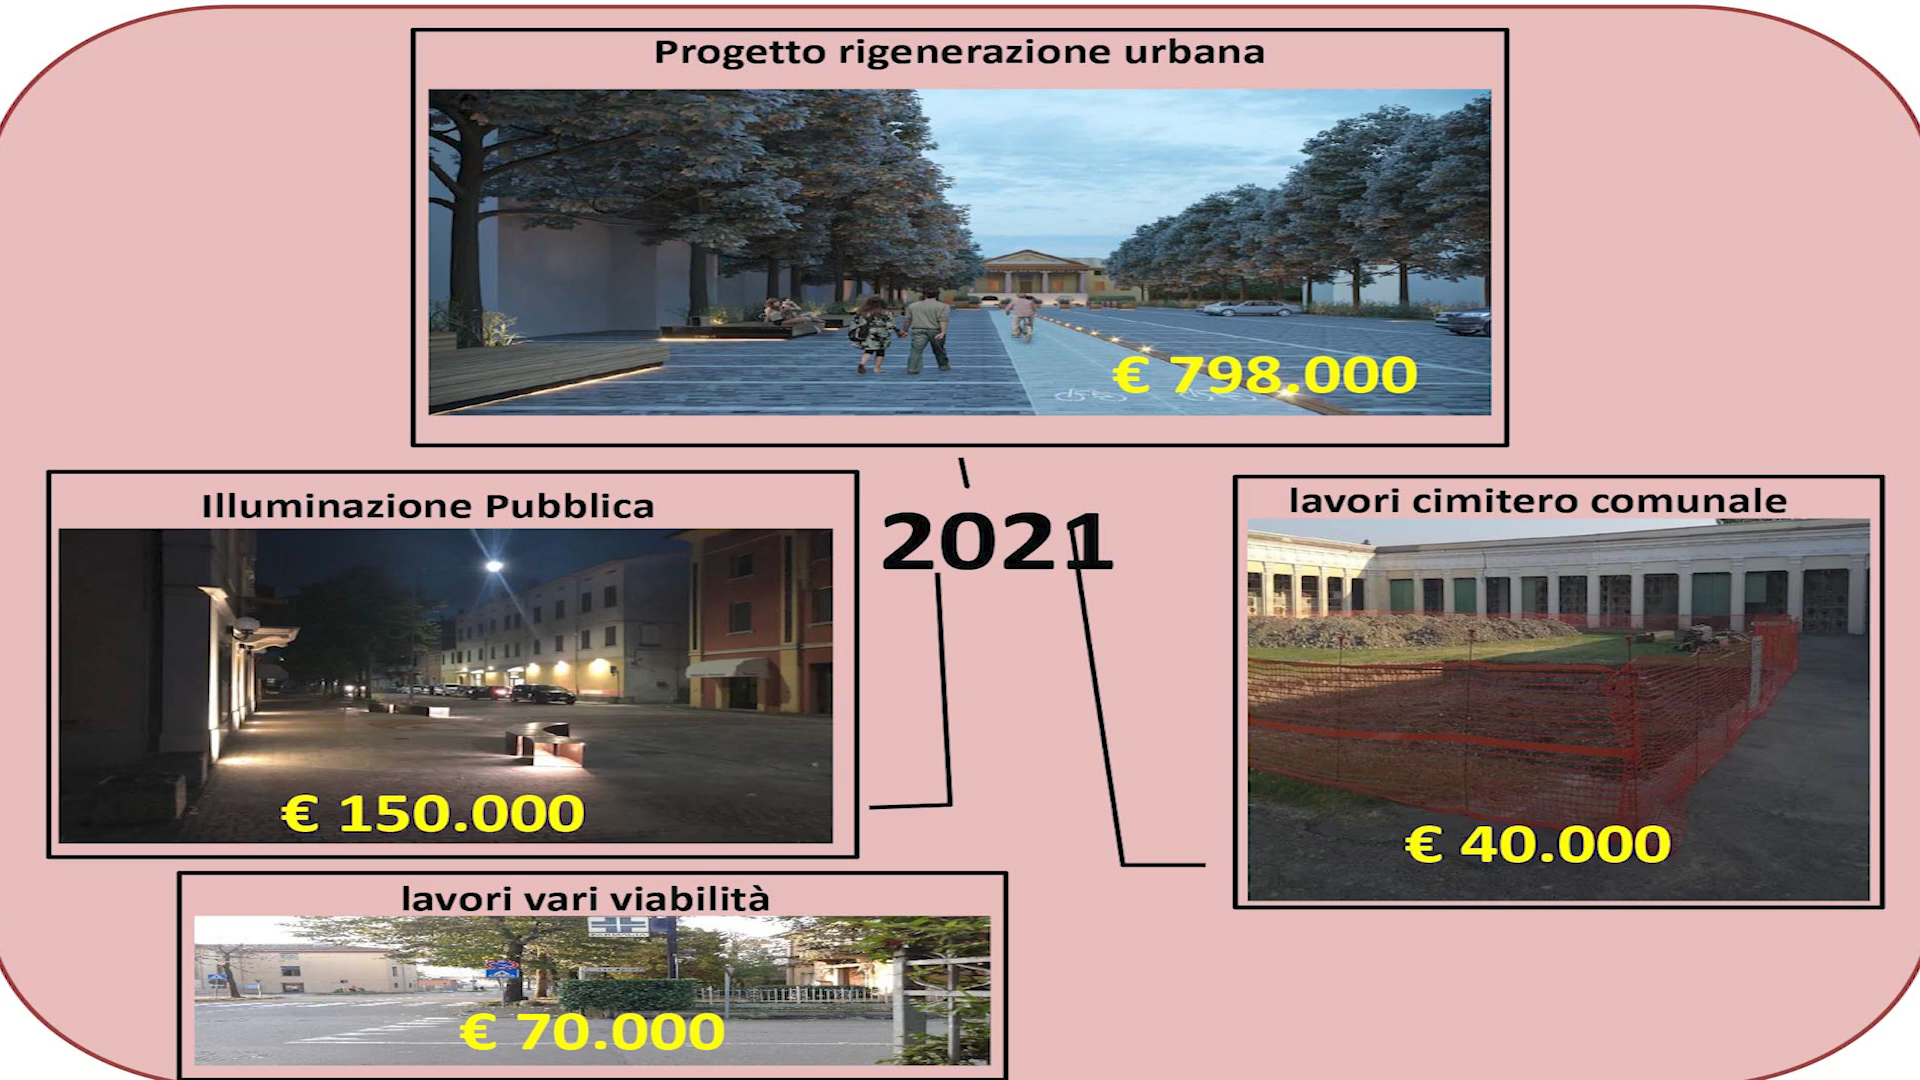 Progetto rigenerazione urbana
€ 798.000
2021
Illuminazione Pubblica
€ 150.000
lavori cimitero comunale
€ 40.000
lavori vari viabilità
FARMACIA
€ 70.000